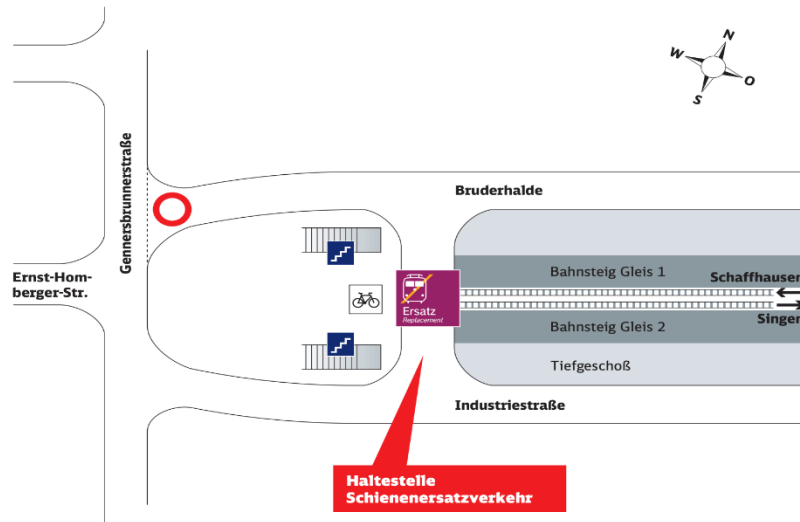 N
W
O
S
Gennersbrunnerstraße
Bruderhalde
Ernst-Hom-
berger-Str.
Bahnsteig Gleis 1
Schaffhausen
Ersatz
Replacement
Singen
Bahnsteig Gleis 2
Tiefgeschoß
Industriestraße
Haltestelle
Schienenersatzverkehr